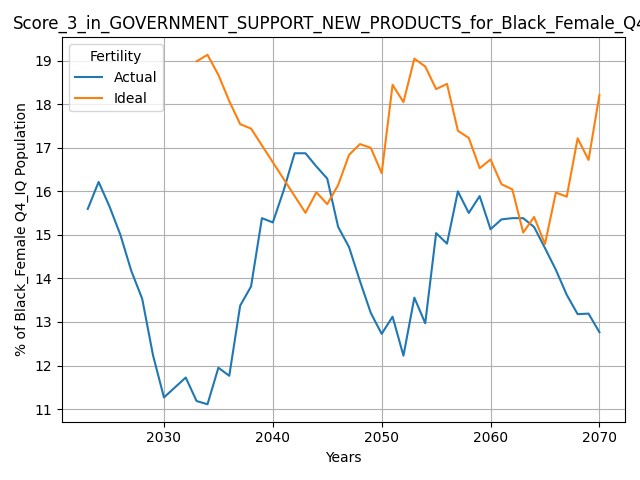 Score_3_in_GOVERNMENT_SUPPORT_NEW_PRODUCTS_for_Black_Female_Q4
Fertility
Actual
Ideal
% of Black_Female Q4_IQ Population
19
18
17
16
15
14
13
12
11
2030 2040 2050 2060 2070
Years